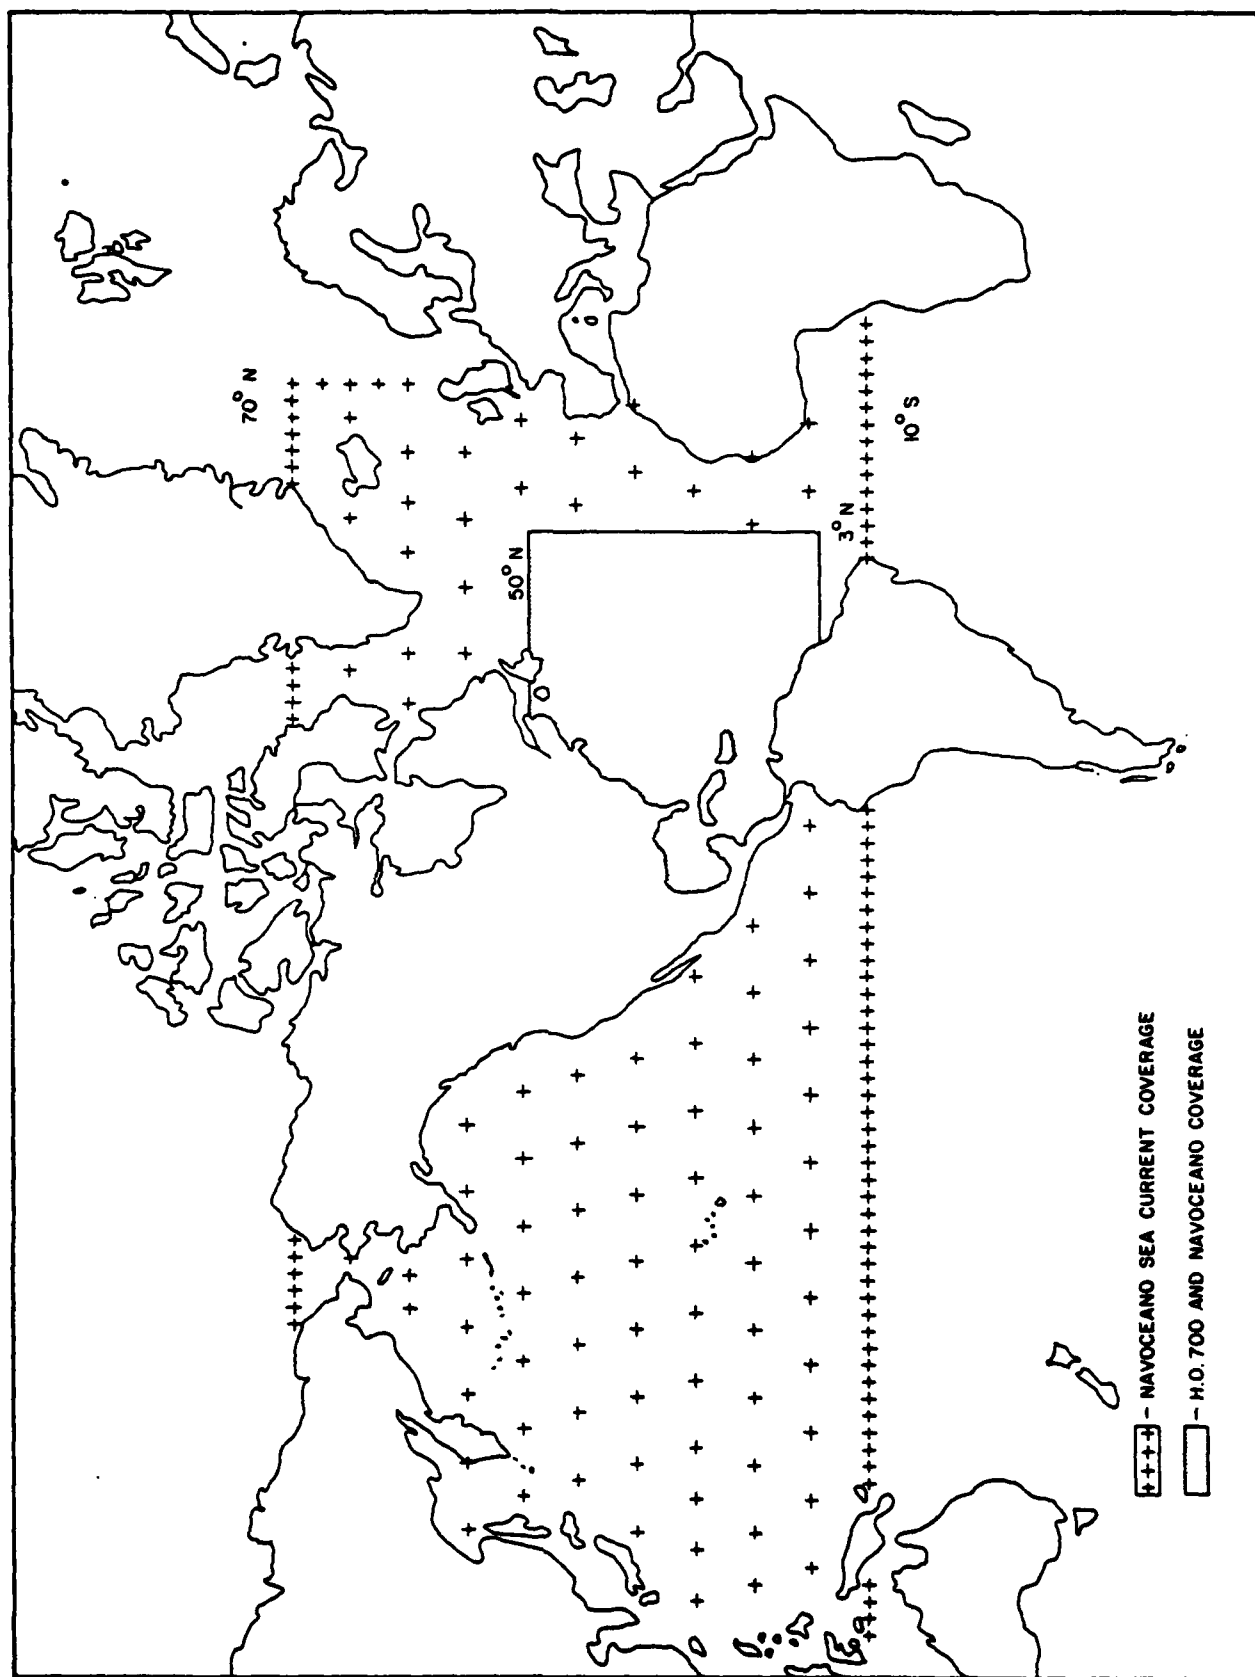 70° N
50° N
3° N
10° S
++++ – NAVOCEANO SEA CURRENT COVERAGE
– H.O. 700 AND NAVOCEANO COVERAGE